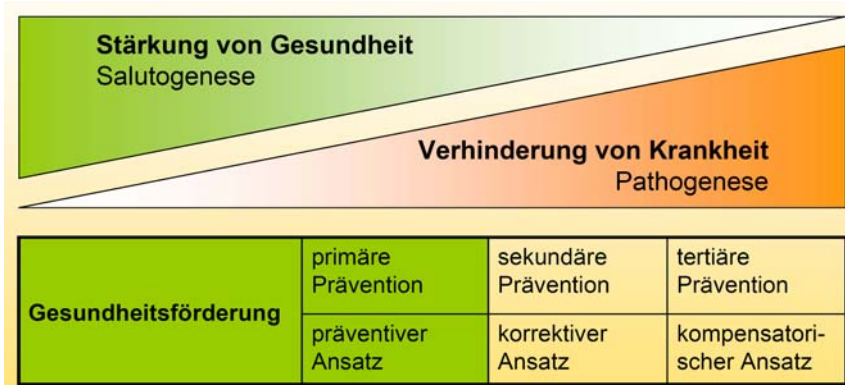 Stärkung von Gesundheit
Salutogenese
Verhinderung von Krankheit
Pathogenese
Gesundheitsförderung
primäre
Prävention
sekundäre
Prävention
tertiäre
Prävention
präventiver
Ansatz
korrektiver
Ansatz
kompensatori-
scher Ansatz